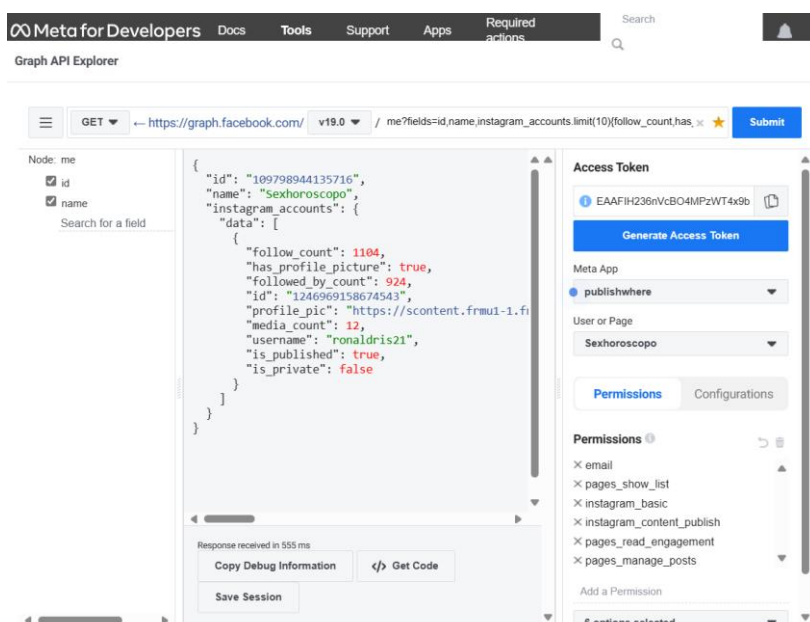 Meta for Developers Docs Tools Support Apps Required actions Search
Graph API Explorer
GET ← https://graph.facebook.com/ v19.0 / me?fields=id,name,instagram_accounts.limit(10){follow_count,has_ Submit
Node: me
id
name
Search for a field
{
"id": "109798944135716",
"name": "Sexhoroscopo",
"instagram_accounts": {
"data": [
{
"follow_count": 1104,
"has_profile_picture": true,
"followed_by_count": 924,
"id": "1246969158674543",
"profile_pic": "https://scontent.frmu1-1.f
"media_count": 12,
"username": "ronaldris21",
"is_published": true,
"is_private": false
}
]
}
}
Response received in 555 ms
Copy Debug Information </> Get Code
Save Session
Access Token
EAAFIH236nVcBO4MPzWT4x9b
Generate Access Token
Meta App
publishwhere
User or Page
Sexhoroscopo
Permissions Configurations
Permissions
email
pages_show_list
instagram_basic
instagram_content_publish
pages_read_engagement
pages_manage_posts
Add a Permission
6 options selected